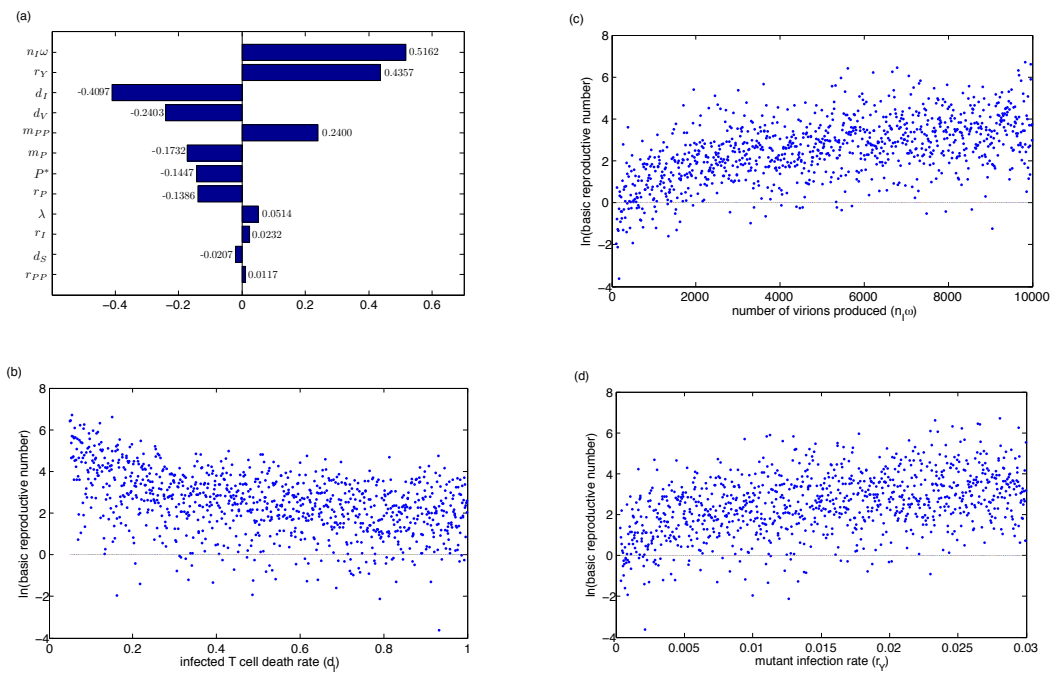 (a)
n_Iω
0.5162
r_Y
0.4357
d_I
-0.4097
d_V
-0.2403
m_PP
0.2400
m_P
-0.1732
P*
-0.1447
r_P
-0.1386
λ
0.0514
r_I
0.0232
d_S
-0.0207
r_PP
0.0117
−0.4 −0.2 0 0.2 0.4 0.6
(c)
ln(basic reproductive number)
8
6
4
2
0
−2
−4
0 2000 4000 6000 8000 10000
number of virions produced (n_Iω)
(b)
ln(basic reproductive number)
8
6
4
2
0
−2
−4
0 0.2 0.4 0.6 0.8 1
infected T cell death rate (d_I)
(d)
ln(basic reproductive number)
8
6
4
2
0
−2
−4
0 0.005 0.01 0.015 0.02 0.025 0.03
mutant infection rate (r_Y)